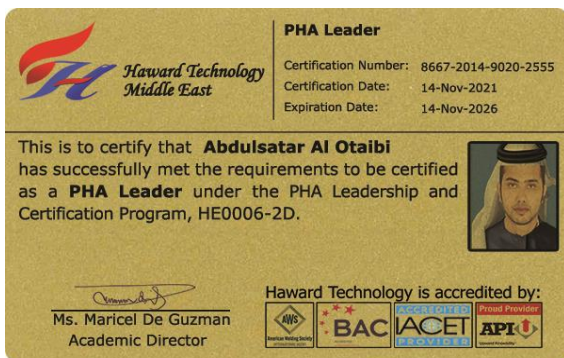 Haward Technology
Middle East
PHA Leader
Certification Number: 8667-2014-9020-2555
Certification Date: 14-Nov-2021
Expiration Date: 14-Nov-2026
This is to certify that Abdulsatar Al Otaibi
has successfully met the requirements to be certified
as a PHA Leader under the PHA Leadership and
Certification Program, HE0006-2D.
Ms. Maricel De Guzman
Academic Director
Haward Technology is accredited by:
AWS
American Welding Society
BAC
ACCREDITED
IACET
PROVIDER
Proud Provider
API U